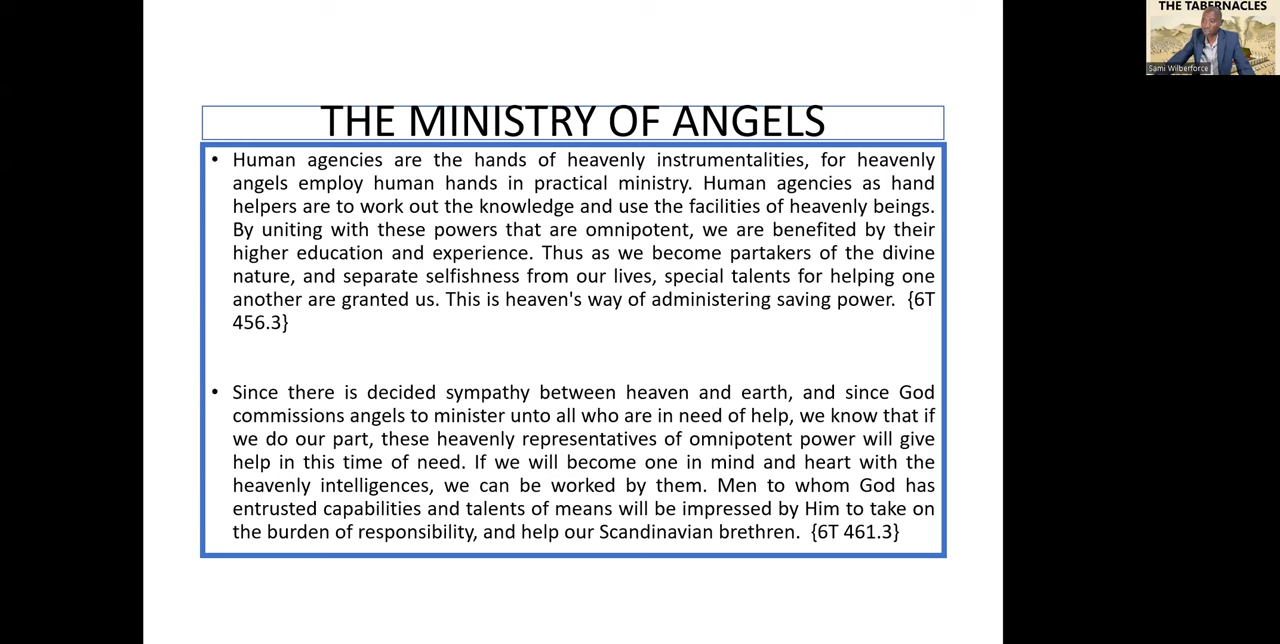 THE TABERNACLES
Sami Wilberforce
THE MINISTRY OF ANGELS
• Human agencies are the hands of heavenly instrumentalities, for heavenly
angels employ human hands in practical ministry. Human agencies as hand
helpers are to work out the knowledge and use the facilities of heavenly beings.
By uniting with these powers that are omnipotent, we are benefited by their
higher education and experience. Thus as we become partakers of the divine
nature, and separate selfishness from our lives, special talents for helping one
another are granted us. This is heaven's way of administering saving power. {6T
456.3}
• Since there is decided sympathy between heaven and earth, and since God
commissions angels to minister unto all who are in need of help, we know that if
we do our part, these heavenly representatives of omnipotent power will give
help in this time of need. If we will become one in mind and heart with the
heavenly intelligences, we can be worked by them. Men to whom God has
entrusted capabilities and talents of means will be impressed by Him to take on
the burden of responsibility, and help our Scandinavian brethren. {6T 461.3}